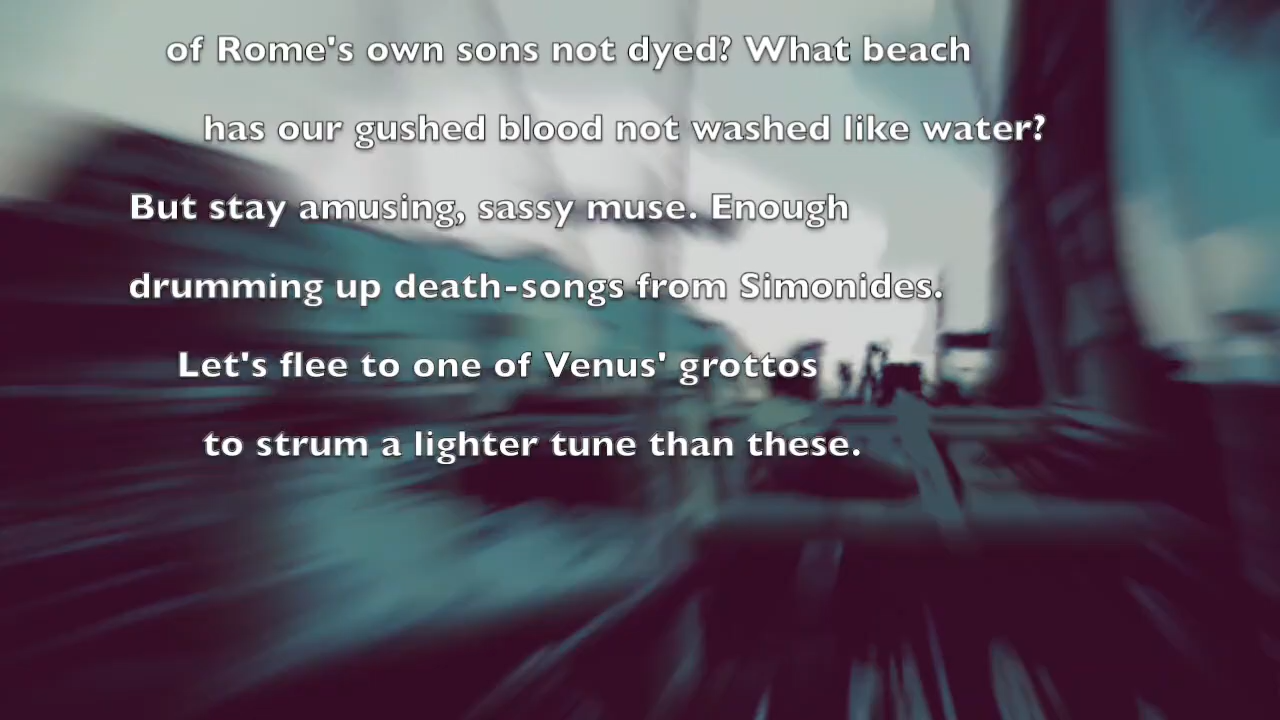 of Rome's own sons not dyed? What beach
has our gushed blood not washed like water?
But stay amusing, sassy muse. Enough
drumming up death-songs from Simonides.
Let's flee to one of Venus' grottos
to strum a lighter tune than these.